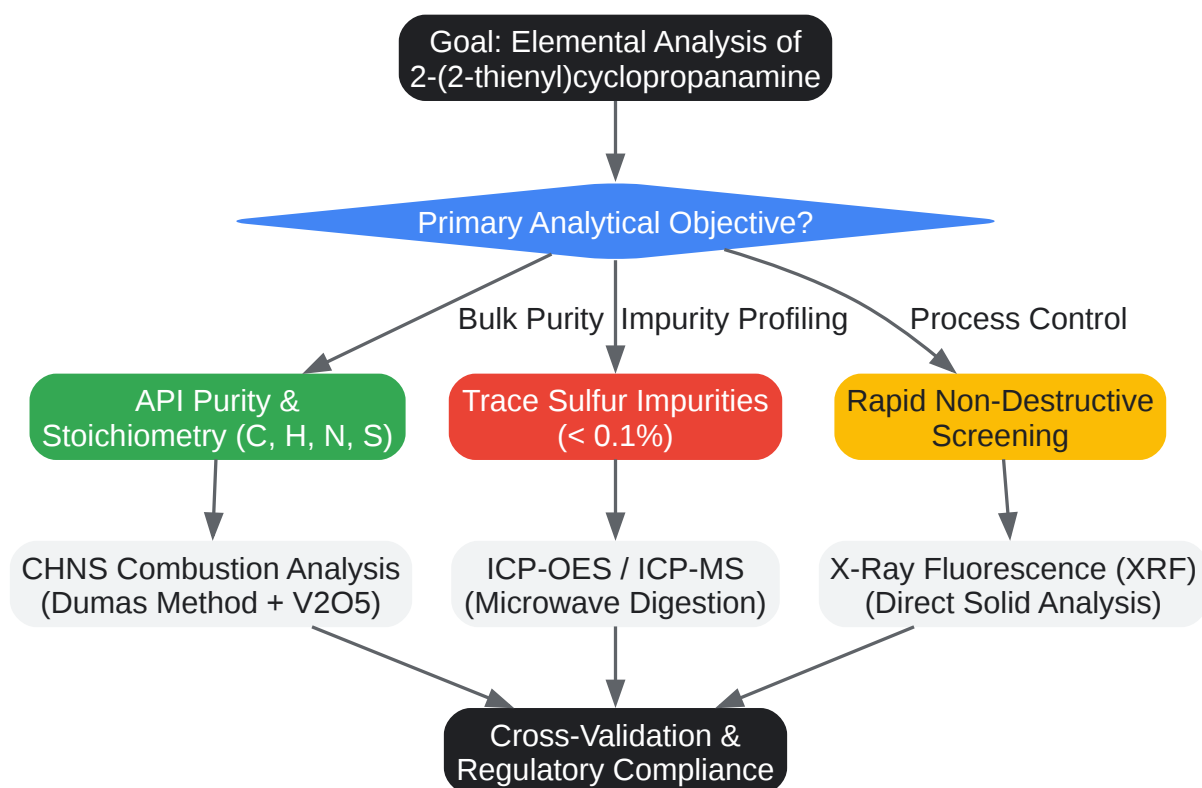 Goal: Elemental Analysis of
2-(2-thienyl)cyclopropanamine
Primary Analytical Objective?
Bulk Purity
Impurity Profiling
Process Control
API Purity &
Stoichiometry (C, H, N, S)
Trace Sulfur Impurities
(< 0.1%)
Rapid Non-Destructive
Screening
CHNS Combustion Analysis
(Dumas Method + V2O5)
ICP-OES / ICP-MS
(Microwave Digestion)
X-Ray Fluorescence (XRF)
(Direct Solid Analysis)
Cross-Validation &
Regulatory Compliance